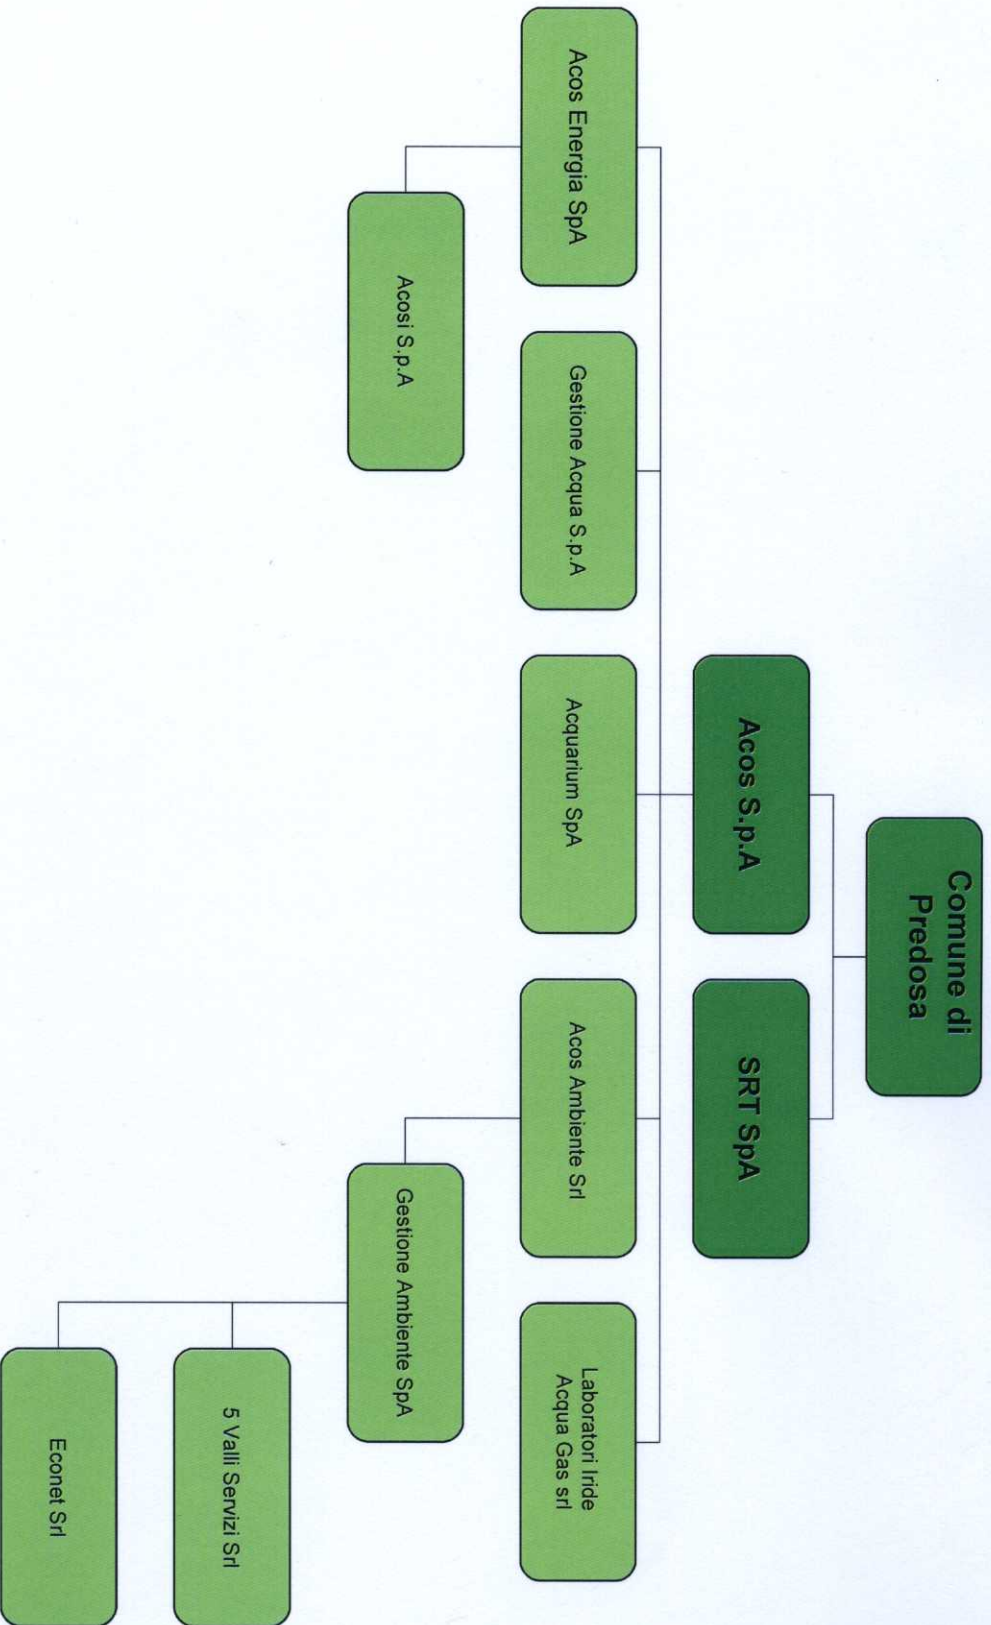 Comune di
Predosa
Acos S.p.A
SRT SpA
Acos Energia SpA
Gestione Acqua S.p.A
Acquarium SpA
Acos Ambiente Srl
Laboratori Iride
Acqua Gas srl
Acosi S.p.A
Gestione Ambiente SpA
5 Valli Servizi Srl
Econet Srl